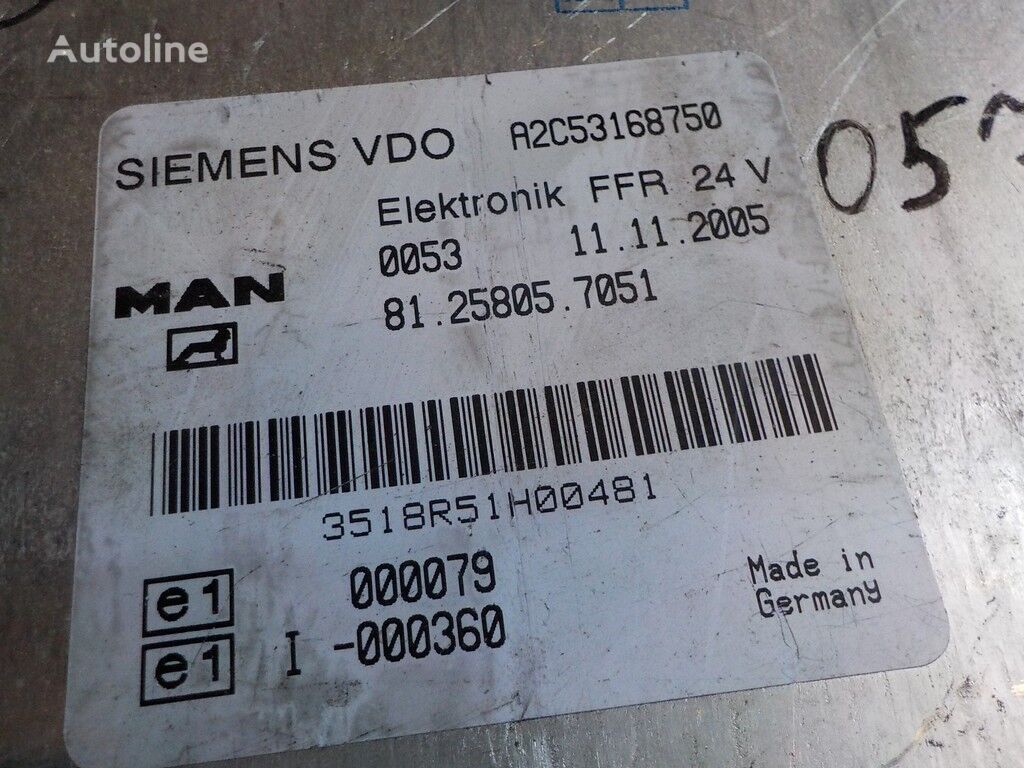 Autoline
SIEMENS VDO A2C53168750
Elektronik FFR 24 V
0053 11.11.2005
MAN 81.25805.7051
3518R51H00481
e1 000079
e1 I -000360
Made in
Germany
05